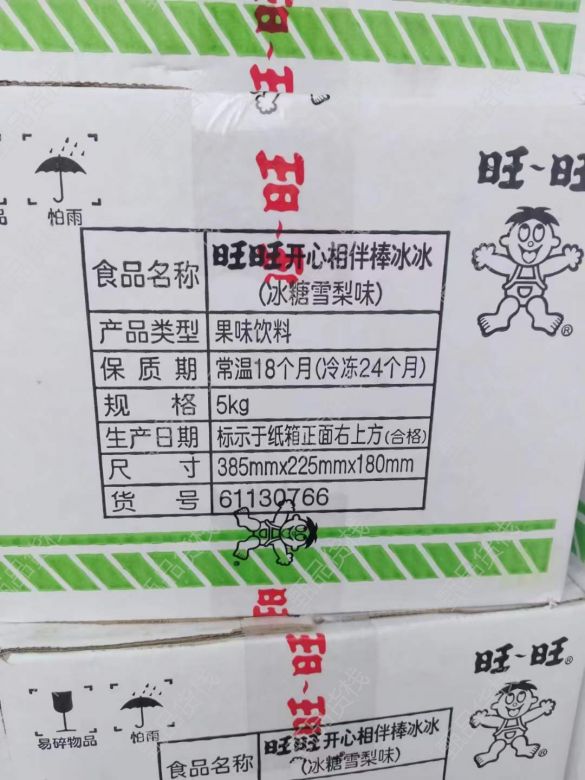 旺~旺
怕雨
食品名称 旺旺开心相伴棒冰冰
(冰糖雪梨味)
产品类型 果味饮料
保质期 常温18个月(冷冻24个月)
规格 5kg
生产日期 标示于纸箱正面右上方(合格)
尺寸 385mmx225mmx180mm
货号 61130766
旺~旺®
易碎物品 怕雨
食品名称 旺旺开心相伴棒冰冰
(冰糖雪梨味)